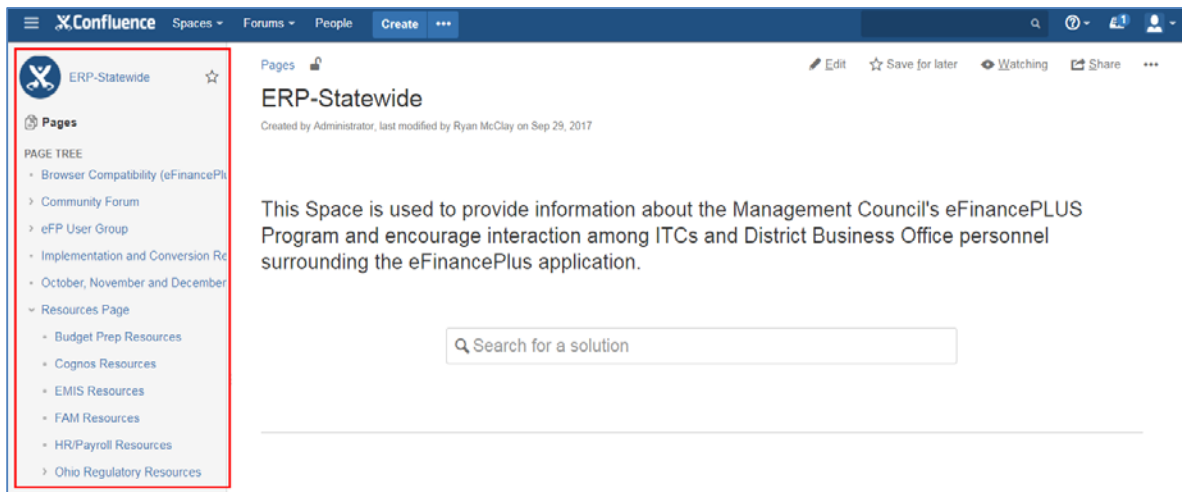 Confluence Spaces Forums People Create
1
ERP-Statewide
Pages
PAGE TREE
Browser Compatibility (eFinancePlu
Community Forum
eFP User Group
Implementation and Conversion Re
October, November and December
Resources Page
Budget Prep Resources
Cognos Resources
EMIS Resources
FAM Resources
HR/Payroll Resources
Ohio Regulatory Resources
Pages Edit Save for later Watching Share
ERP-Statewide
Created by Administrator, last modified by Ryan McClay on Sep 29, 2017
This Space is used to provide information about the Management Council's eFinancePLUS
Program and encourage interaction among ITCs and District Business Office personnel
surrounding the eFinancePlus application.
Search for a solution